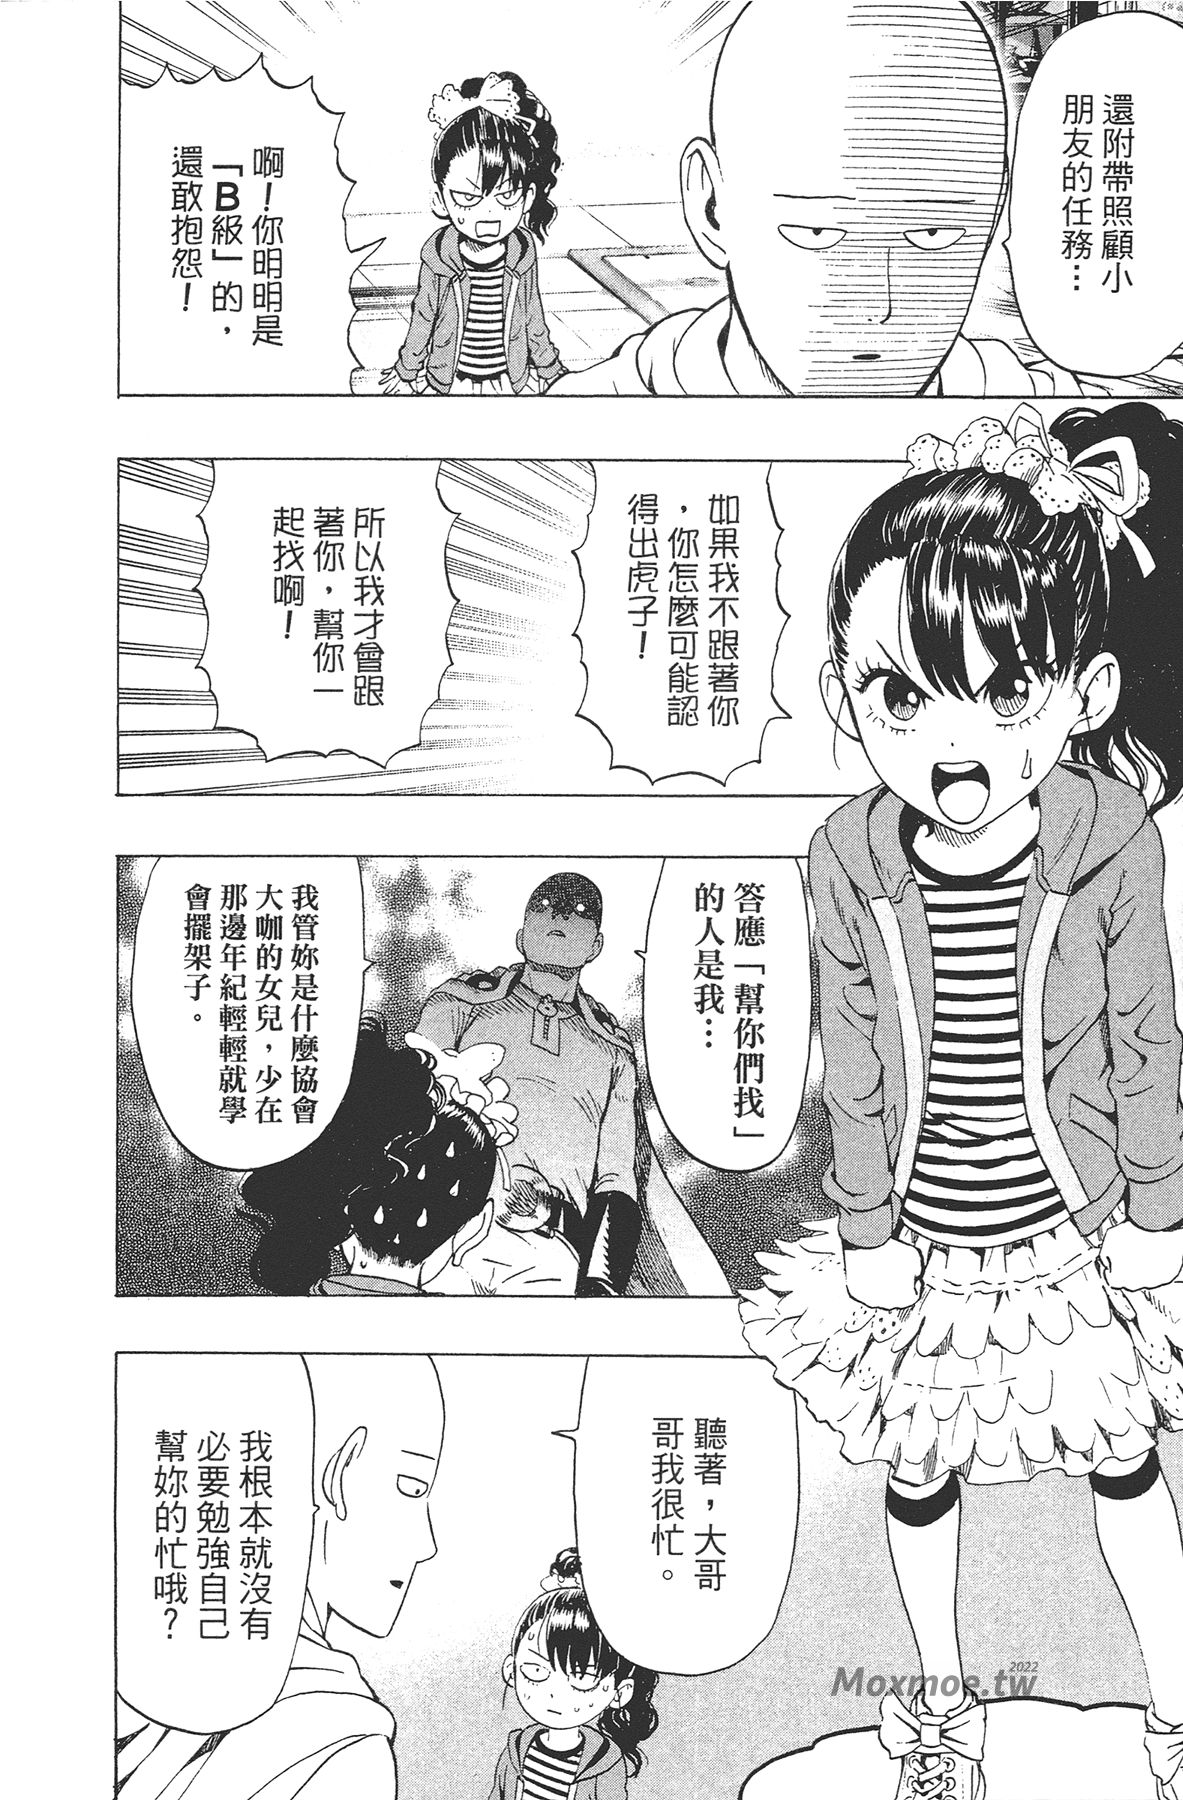 還附帶照顧小
朋友的任務…
啊！你明明是
「B級」的，
還敢抱怨！
如果我不跟著你
，你怎麼可能認
得出虎子！
所以我才會跟
著你，幫你一
起找啊！
答應「幫你們找」
的人是我…
我管妳是什麼協會
大咖的女兒，少在
那邊年紀輕輕就學
會擺架子。
聽著，大哥
哥我很忙。
我根本就沒有
必要勉強自己
幫妳的忙哦？
2022
Moxmoe.tw